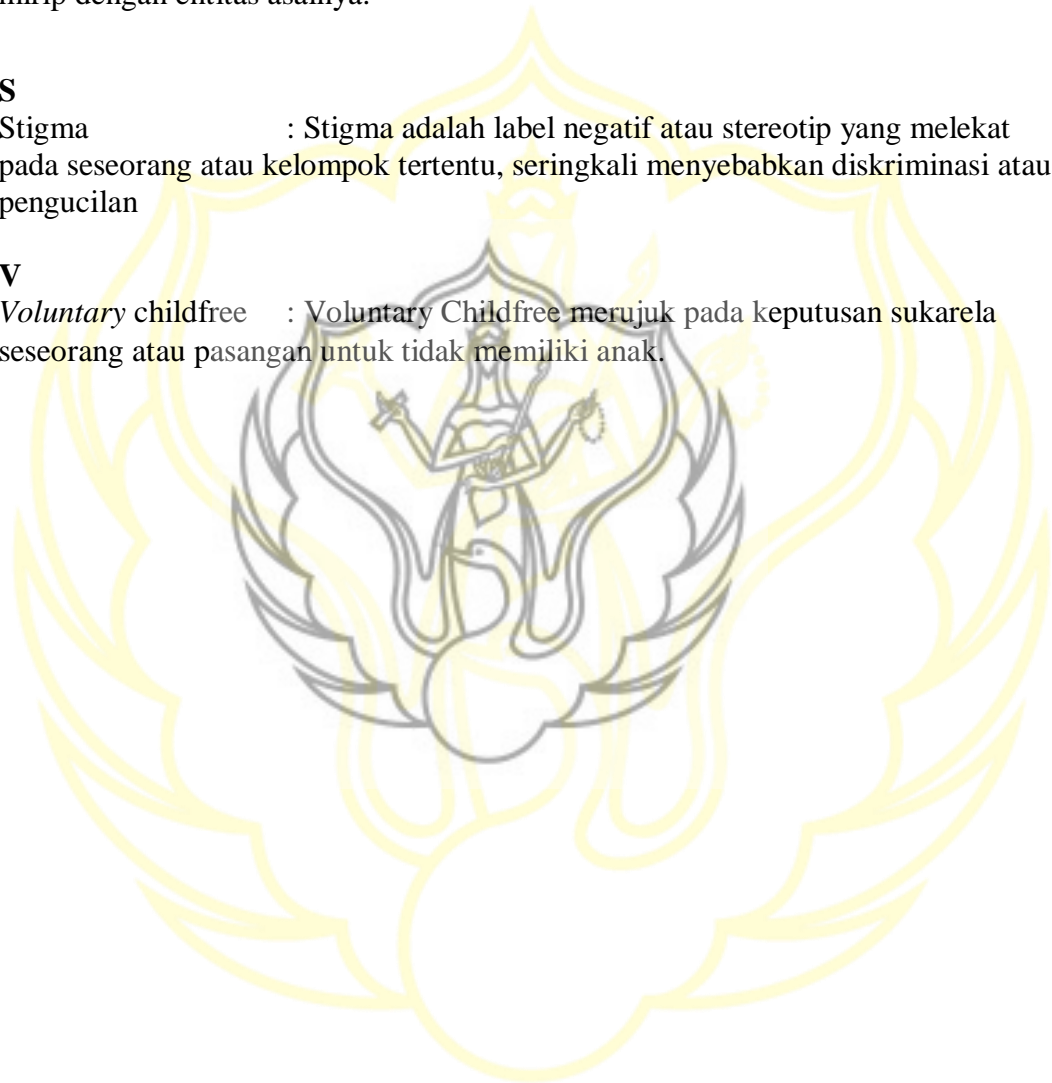 mirip dengan entitas asalnya.
S
Stigma : Stigma adalah label negatif atau stereotip yang melekat
pada seseorang atau kelompok tertentu, seringkali menyebabkan diskriminasi atau
pengucilan
V
Voluntary childfree : Voluntary Childfree merujuk pada keputusan sukarela
seseorang atau pasangan untuk tidak memiliki anak.